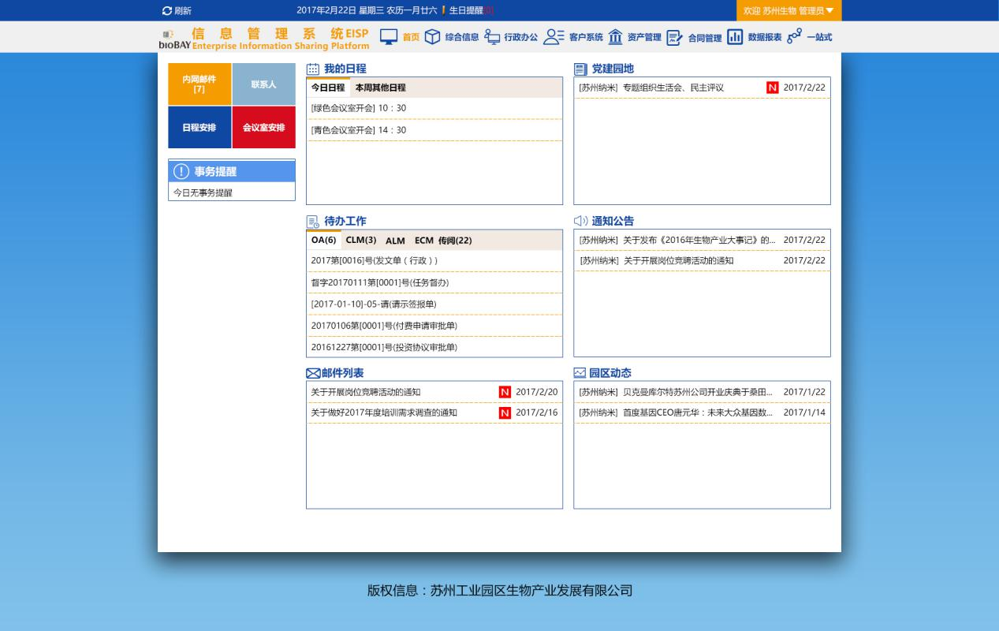 刷新
2017年2月22日 星期三 农历一月廿六 生日提醒[0]
欢迎 苏州生物 管理员
bioBAY
信息管理系统EISP
Enterprise Information Sharing Platform
首页 综合信息 行政办公 客户系统 资产管理 合同管理 数据报表 一站式
内网邮件
[7]
联系人
日程安排
会议室安排
事务提醒
今日无事务提醒
我的日程
今日日程 本周其他日程
[绿色会议室开会] 10：30
[青色会议室开会] 14：30
党建园地
[苏州纳米] 专题组织生活会、民主评议 N 2017/2/22
待办工作
OA(6) CLM(3) ALM ECM 传阅(22)
2017第[0016]号(发文单（行政）)
督字20170111第[0001]号(任务督办)
[2017-01-10]-05-请(请示签报单)
20170106第[0001]号(付费申请审批单)
20161227第[0001]号(投资协议审批单)
通知公告
[苏州纳米] 关于发布《2016年生物产业大事记》的... 2017/2/22
[苏州纳米] 关于开展岗位竞聘活动的通知 2017/2/22
邮件列表
关于开展岗位竞聘活动的通知 N 2017/2/20
关于做好2017年度培训需求调查的通知 N 2017/2/16
园区动态
[苏州纳米] 贝克曼库尔特苏州公司开业庆典于桑田... 2017/1/22
[苏州纳米] 首度基因CEO唐元华：未来大众基因数... 2017/1/14
版权信息：苏州工业园区生物产业发展有限公司